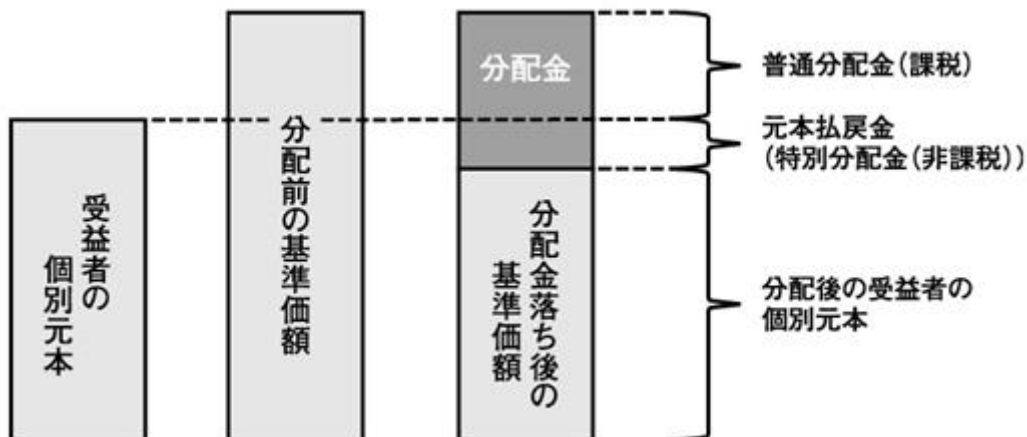 受益者の
個別元本
分配前の基準価額
分配金
分配金落ち後の
基準価額
普通分配金(課税)
元本払戻金
(特別分配金(非課税))
分配後の受益者の
個別元本